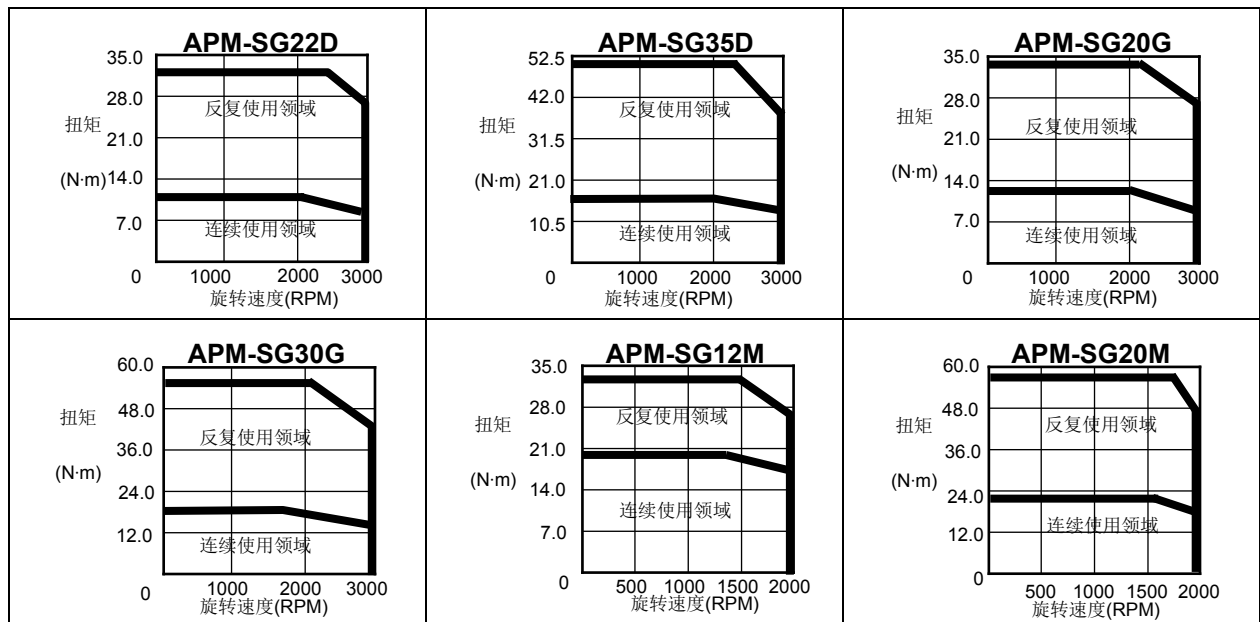 APM-SG22D
35.0
28.0
扭矩
反复使用领域
21.0
(N·m)
14.0
7.0
连续使用领域
0
1000
2000
3000
旋转速度(RPM)
APM-SG35D
52.5
42.0
扭矩
反复使用领域
31.5
(N·m)
21.0
10.5
连续使用领域
0
1000
2000
3000
旋转速度(RPM)
APM-SG20G
35.0
28.0
扭矩
反复使用领域
21.0
(N·m)
14.0
7.0
连续使用领域
0
1000
2000
3000
旋转速度(RPM)
APM-SG30G
60.0
48.0
扭矩
反复使用领域
36.0
(N·m)
24.0
12.0
连续使用领域
0
1000
2000
3000
旋转速度(RPM)
APM-SG12M
35.0
28.0
扭矩
反复使用领域
21.0
(N·m)
14.0
连续使用领域
7.0
0
500
1000
1500
2000
旋转速度(RPM)
APM-SG20M
60.0
48.0
扭矩
反复使用领域
36.0
(N·m)
24.0
连续使用领域
12.0
0
500
1000
1500
2000
旋转速度(RPM)